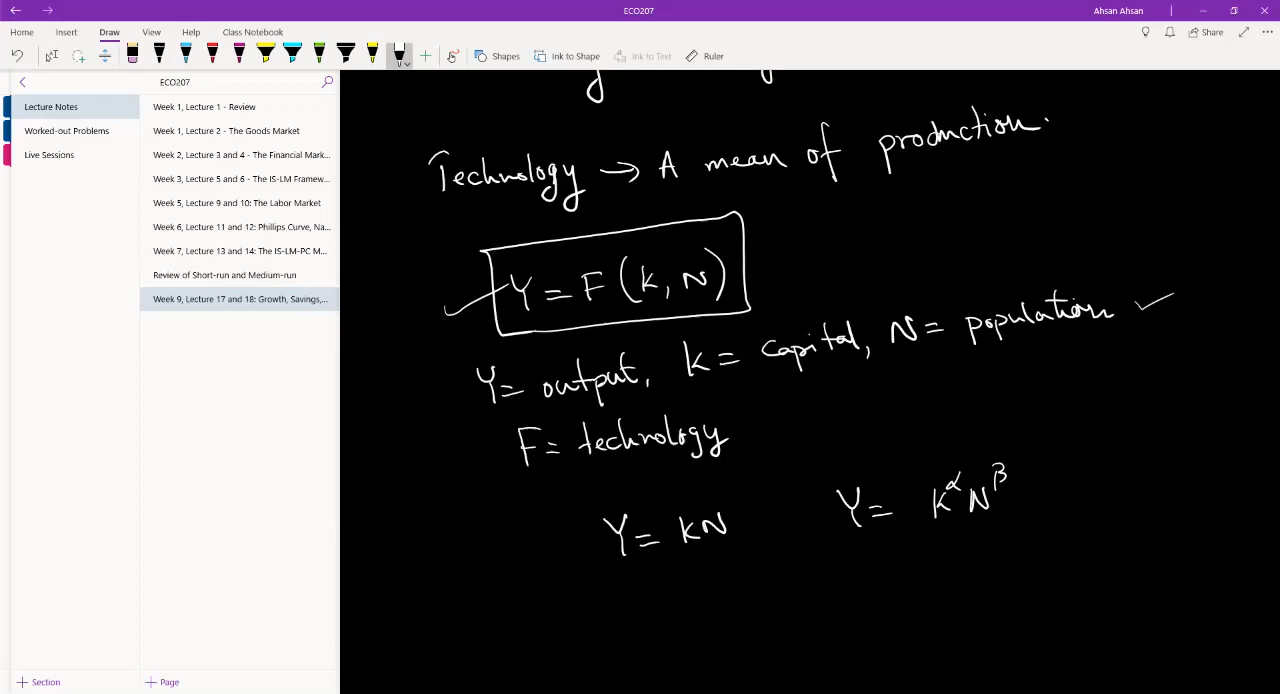 ECO207
Ahsan Ahsan
Home Insert Draw View Help Class Notebook
Share
Shapes Ink to Shape Ink to Text Ruler
ECO207
Lecture Notes
Worked-out Problems
Live Sessions
Week 1, Lecture 1 - Review
Week 1, Lecture 2 - The Goods Market
Week 2, Lecture 3 and 4 - The Financial Mark...
Week 3, Lecture 5 and 6 - The IS-LM Framew...
Week 5, Lecture 9 and 10: The Labor Market
Week 6, Lecture 11 and 12: Phillips Curve, Na...
Week 7, Lecture 13 and 14: The IS-LM-PC M...
Review of Short-run and Medium-run
Week 9, Lecture 17 and 18: Growth, Savings,...
Technology → A mean of production.
Y = F (K, N)
Y = output, K = capital, N = population ✓
F = technology
Y = KN Y = K^α N^β
+ Section + Page